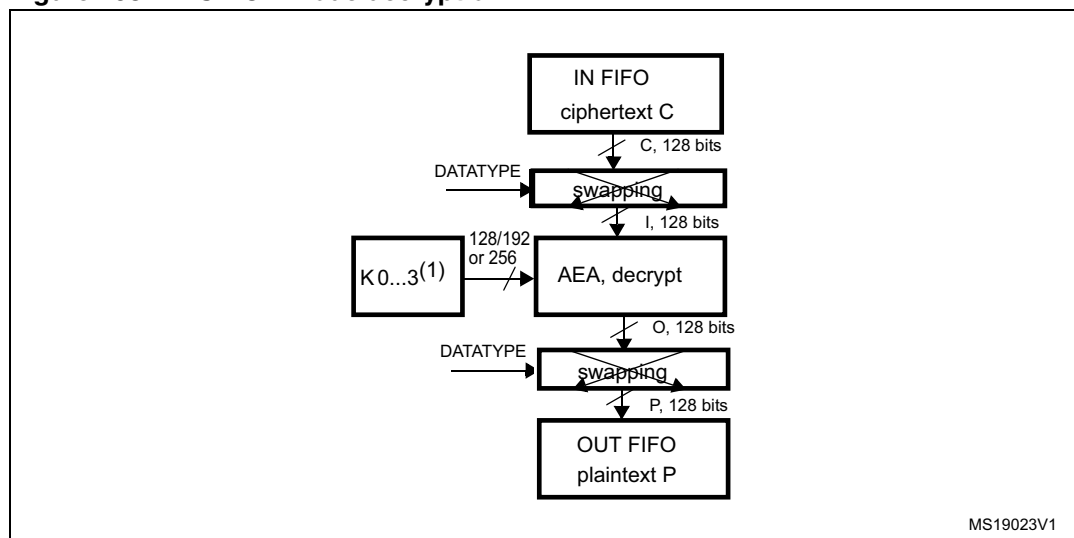 IN FIFO
ciphertext C
C, 128 bits
DATATYPE
swapping
I, 128 bits
128/192
or 256
K 0...3(1)
AEA, decrypt
O, 128 bits
DATATYPE
swapping
P, 128 bits
OUT FIFO
plaintext P
MS19023V1